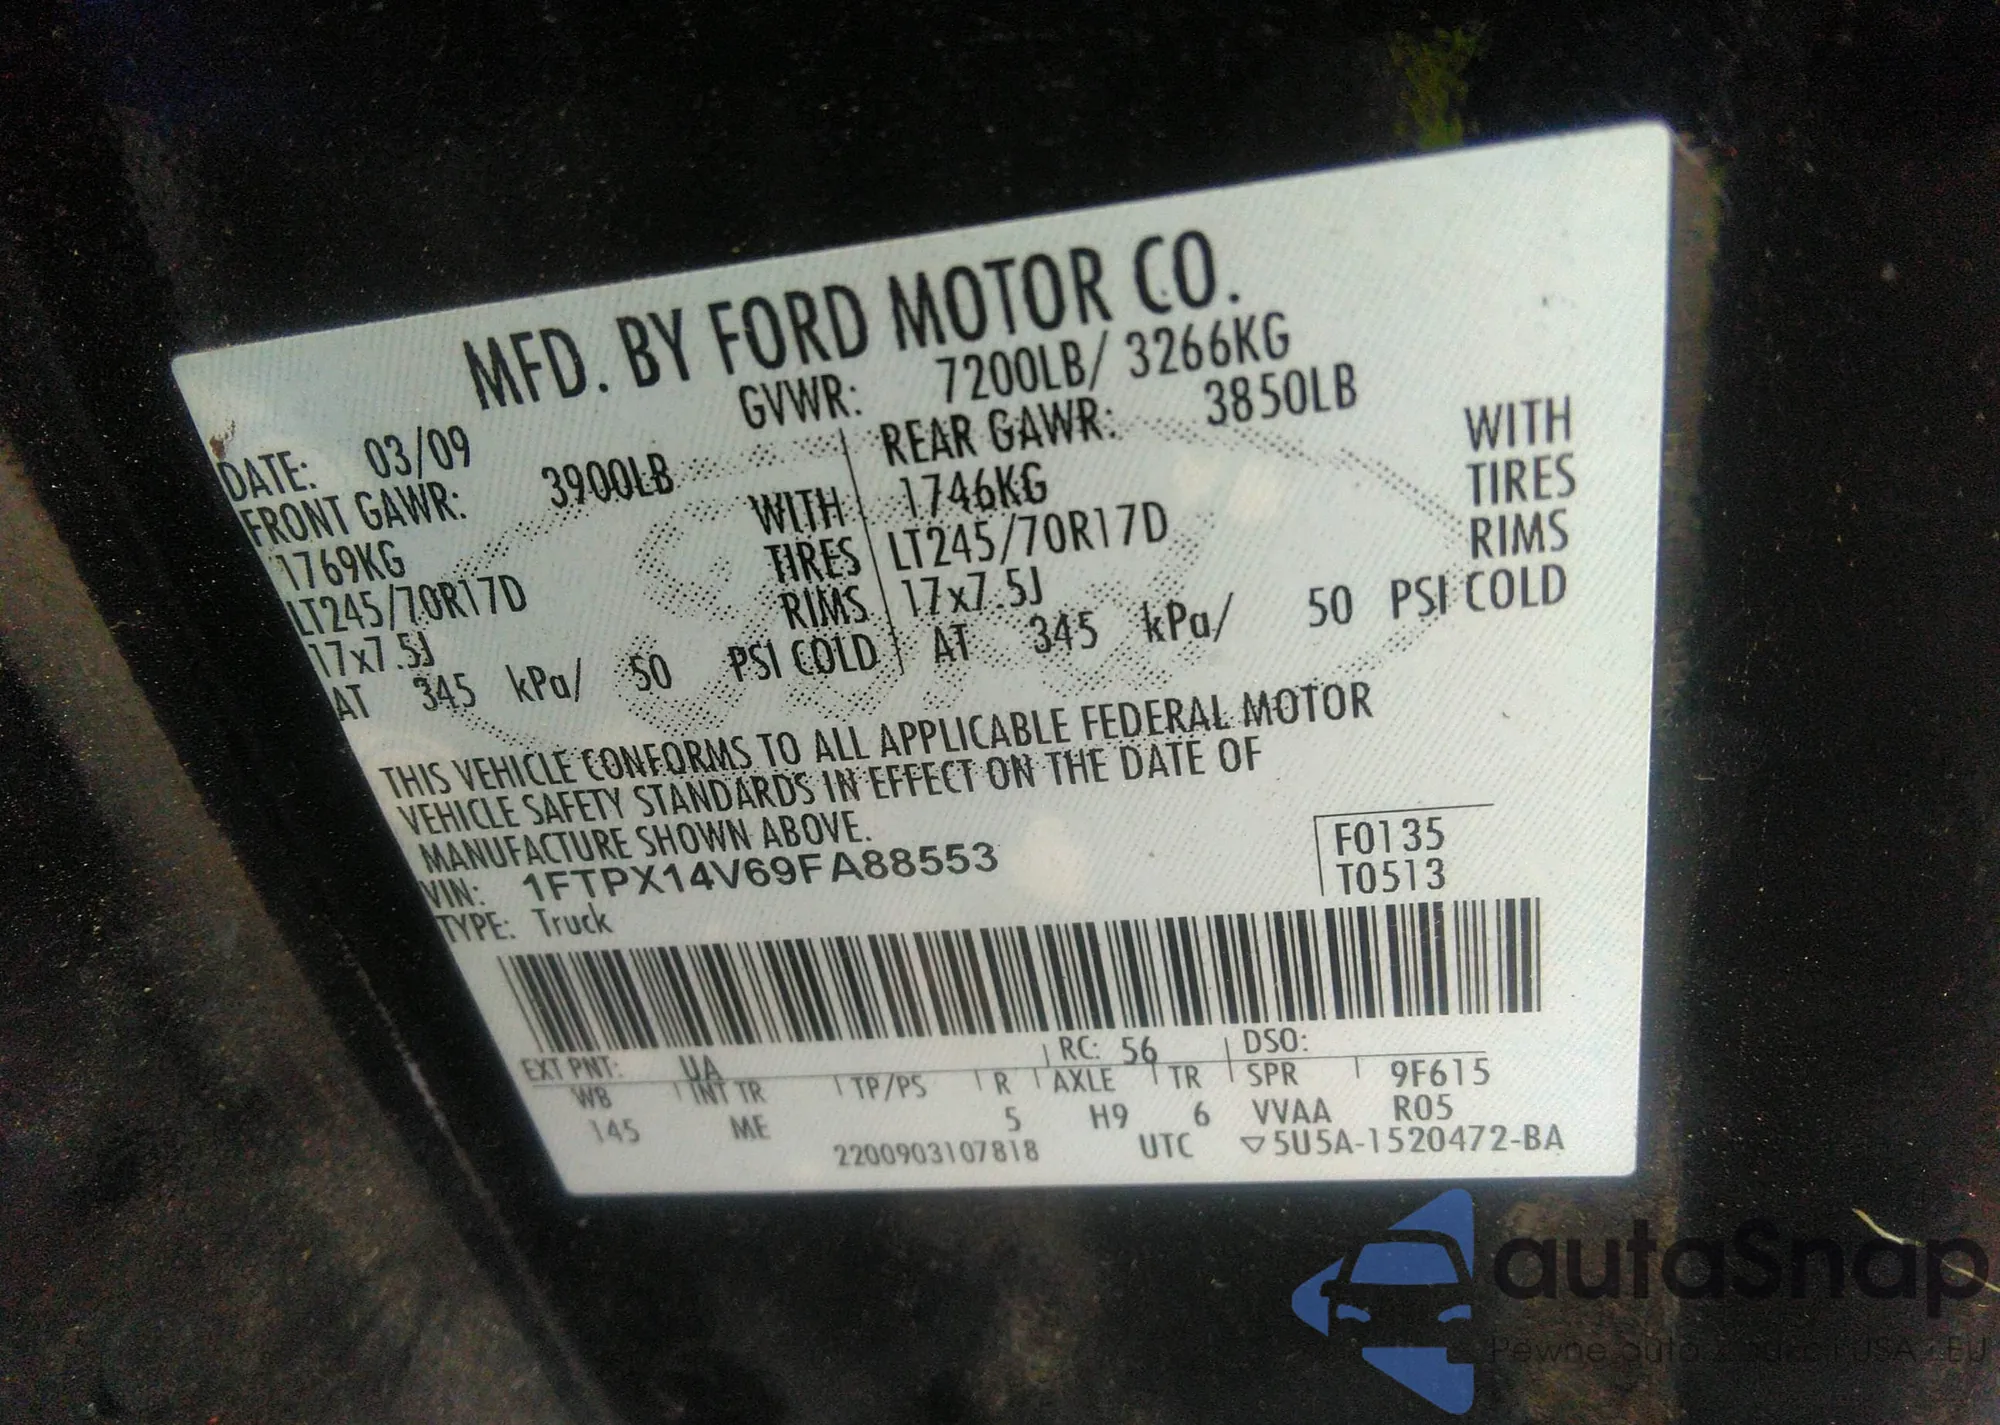 MFD. BY FORD MOTOR CO.
DATE: 03/09 GVWR: 7200LB/ 3266KG
FRONT GAWR: 3900LB REAR GAWR: 3850LB
1769KG WITH 1746KG WITH
LT245/70R17D TIRES LT245/70R17D TIRES
17x7.5J RIMS 17x7.5J RIMS
AT 345 kPa/ 50 PSI COLD AT 345 kPa/ 50 PSI COLD
THIS VEHICLE CONFORMS TO ALL APPLICABLE FEDERAL MOTOR
VEHICLE SAFETY STANDARDS IN EFFECT ON THE DATE OF
MANUFACTURE SHOWN ABOVE.
VIN: 1FTPX14V69FA88553 F0135
TYPE: Truck T0513
EXT PNT: UA RC: 56 DSO:
WB INT TR TP/PS R AXLE TR SPR 9F615
145 ME 5 H9 6 VVAA R05
2200903107818 UTC ▽5U5A-1520472-BA
autaSnap
Pewne auto z USA EU